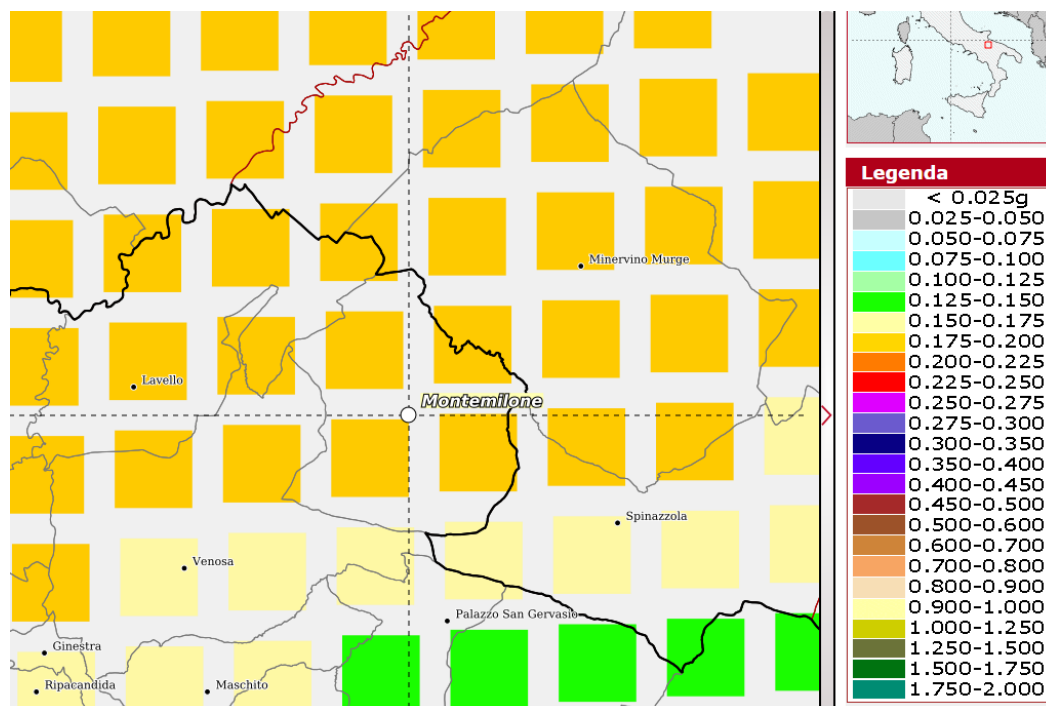 Minervino Murge
Lavello
Montemilone
Spinazzola
Venosa
Palazzo San Gervasio
Ginestra
Ripacandida
Maschito
Legenda
< 0.025g
0.025-0.050
0.050-0.075
0.075-0.100
0.100-0.125
0.125-0.150
0.150-0.175
0.175-0.200
0.200-0.225
0.225-0.250
0.250-0.275
0.275-0.300
0.300-0.350
0.350-0.400
0.400-0.450
0.450-0.500
0.500-0.600
0.600-0.700
0.700-0.800
0.800-0.900
0.900-1.000
1.000-1.250
1.250-1.500
1.500-1.750
1.750-2.000